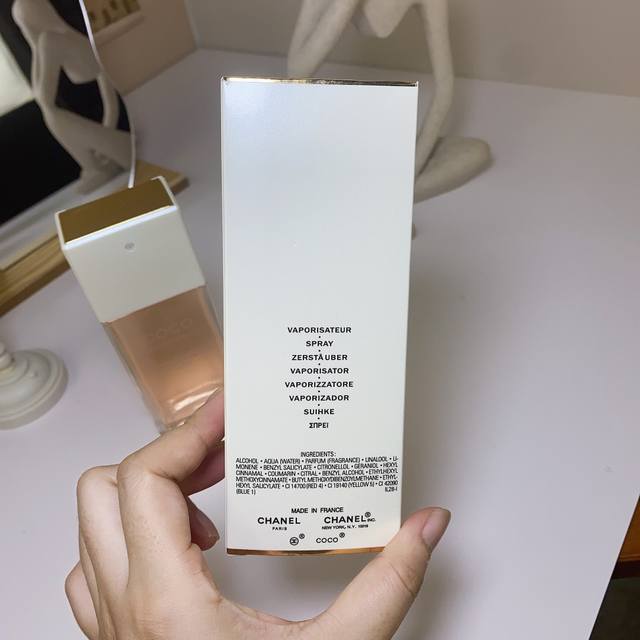 VAPORISATEUR
•
SPRAY
•
ZERSTÄUBER
•
VAPORISATOR
•
VAPORIZZATORE
•
VAPORIZADOR
•
SUIHKE
•
ΣΠΡΕΪ
INGREDIENTS:
ALCOHOL • AQUA (WATER) • PARFUM (FRAGRANCE) • LINALOOL • LI-
MONENE • BENZYL SALICYLATE • CITRONELLOL • GERANIOL • HEXYL
CINNAMAL • COUMARIN • CITRAL • BENZYL ALCOHOL • ETHYLHEXYL
METHOXYCINNAMATE • BUTYL METHOXYDIBENZOYLMETHANE • ETHYL-
HEXYL SALICYLATE • CI 14700 (RED 4) • CI 19140 (YELLOW 5) • CI 42090
(BLUE 1) IL2B-I
MADE IN FRANCE
CHANEL CHANEL® INC.
PARIS NEW YORK, N.Y. 10019
® COCO®
COCO